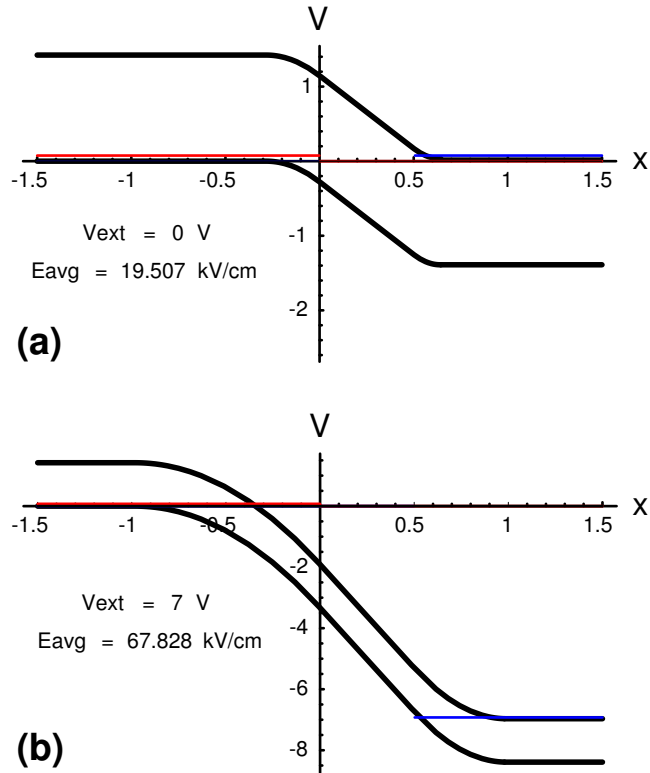 V
1
-1.5 -1 -0.5 0.5 1 1.5 x
-1
Vext = 0 V
Eavg = 19.507 kV/cm
-2
(a)
V
-1.5 -1 -0.5 0.5 1 1.5 x
-2
Vext = 7 V
-4
Eavg = 67.828 kV/cm
-6
(b)
-8